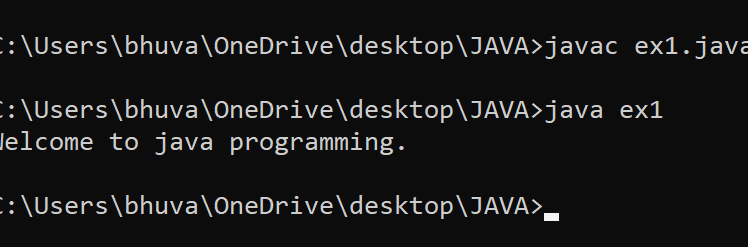 C:\Users\bhuva\OneDrive\desktop\JAVA>javac ex1.java
C:\Users\bhuva\OneDrive\desktop\JAVA>java ex1
Welcome to java programming.
C:\Users\bhuva\OneDrive\desktop\JAVA>